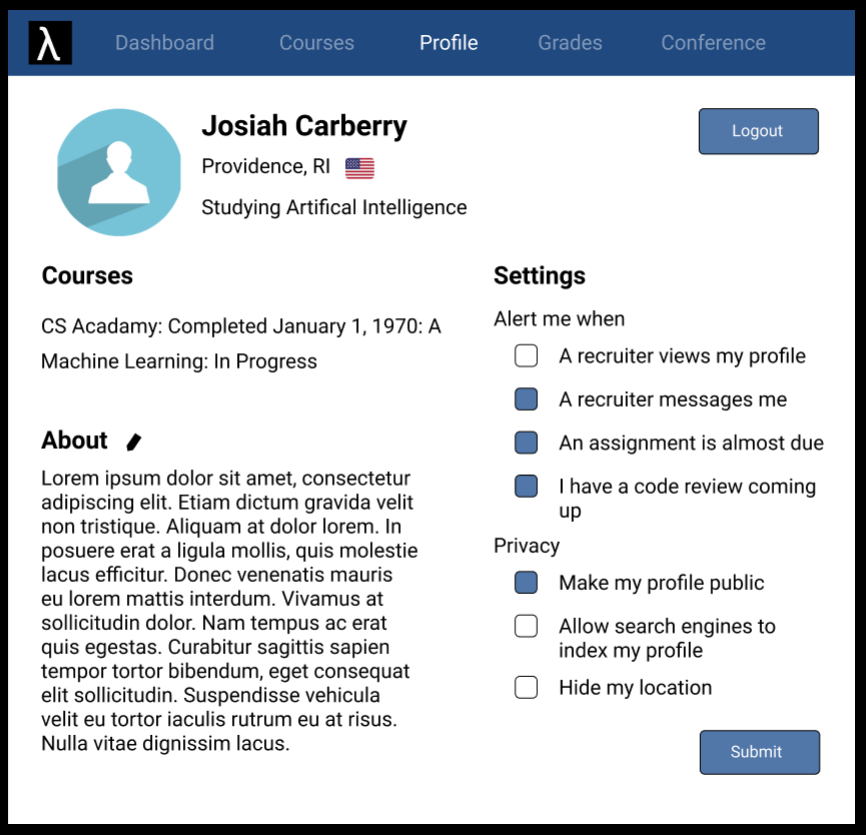 λ Dashboard Courses Profile Grades Conference
Josiah Carberry
Providence, RI
Studying Artifical Intelligence
Logout
Courses
CS Acadamy: Completed January 1, 1970: A
Machine Learning: In Progress
About
Lorem ipsum dolor sit amet, consectetur
adipiscing elit. Etiam dictum gravida velit
non tristique. Aliquam at dolor lorem. In
posuere erat a ligula mollis, quis molestie
lacus efficitur. Donec venenatis mauris
eu lorem mattis interdum. Vivamus at
sollicitudin dolor. Nam tempus ac erat
quis egestas. Curabitur sagittis sapien
tempor tortor bibendum, eget consequat
elit sollicitudin. Suspendisse vehicula
velit eu tortor iaculis rutrum eu at risus.
Nulla vitae dignissim lacus.
Settings
Alert me when
A recruiter views my profile
A recruiter messages me
An assignment is almost due
I have a code review coming
up
Privacy
Make my profile public
Allow search engines to
index my profile
Hide my location
Submit